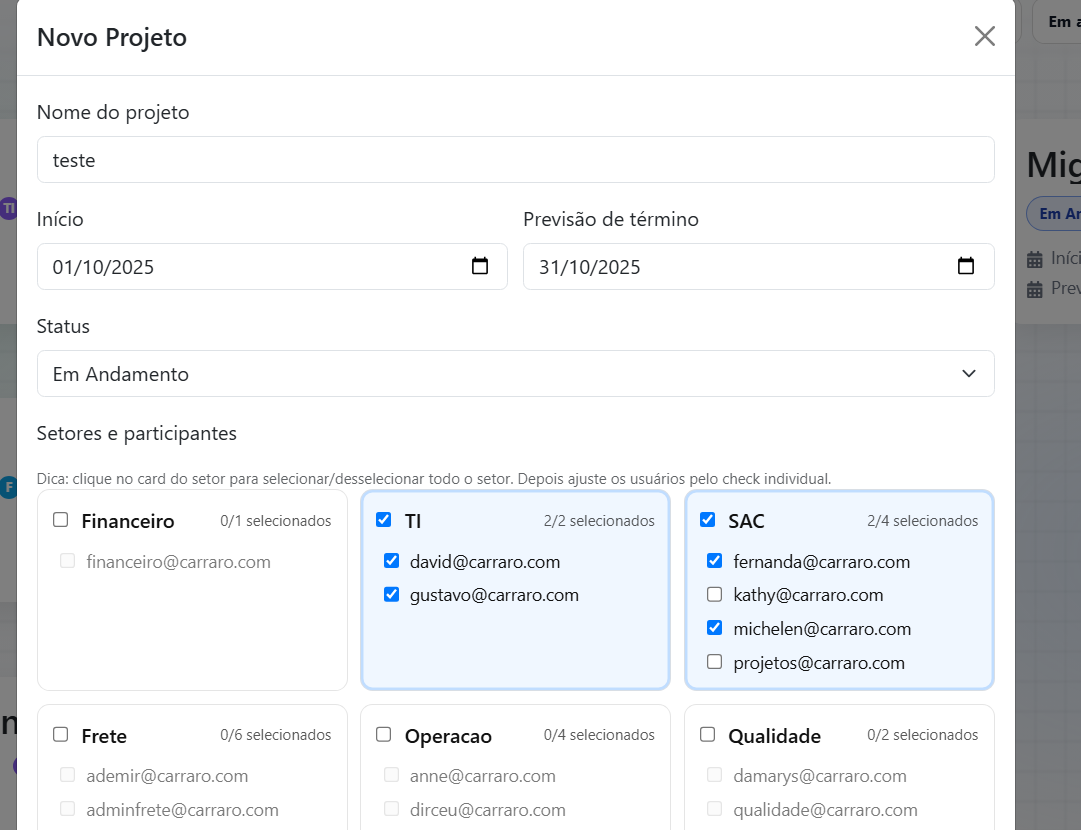 Novo Projeto
Em a
Nome do projeto
teste
Mig
TI
Em An
Início
Previsão de término
01/10/2025
31/10/2025
Iníci
Prev
Status
Em Andamento
Setores e participantes
Dica: clique no card do setor para selecionar/desselecionar todo o setor. Depois ajuste os usuários pelo check individual.
F
Financeiro 0/1 selecionados
financeiro@carraro.com
TI 2/2 selecionados
david@carraro.com
gustavo@carraro.com
SAC 2/4 selecionados
fernanda@carraro.com
kathy@carraro.com
michelen@carraro.com
projetos@carraro.com
n
Frete 0/6 selecionados
ademir@carraro.com
adminfrete@carraro.com
Operacao 0/4 selecionados
anne@carraro.com
dirceu@carraro.com
Qualidade 0/2 selecionados
damarys@carraro.com
qualidade@carraro.com